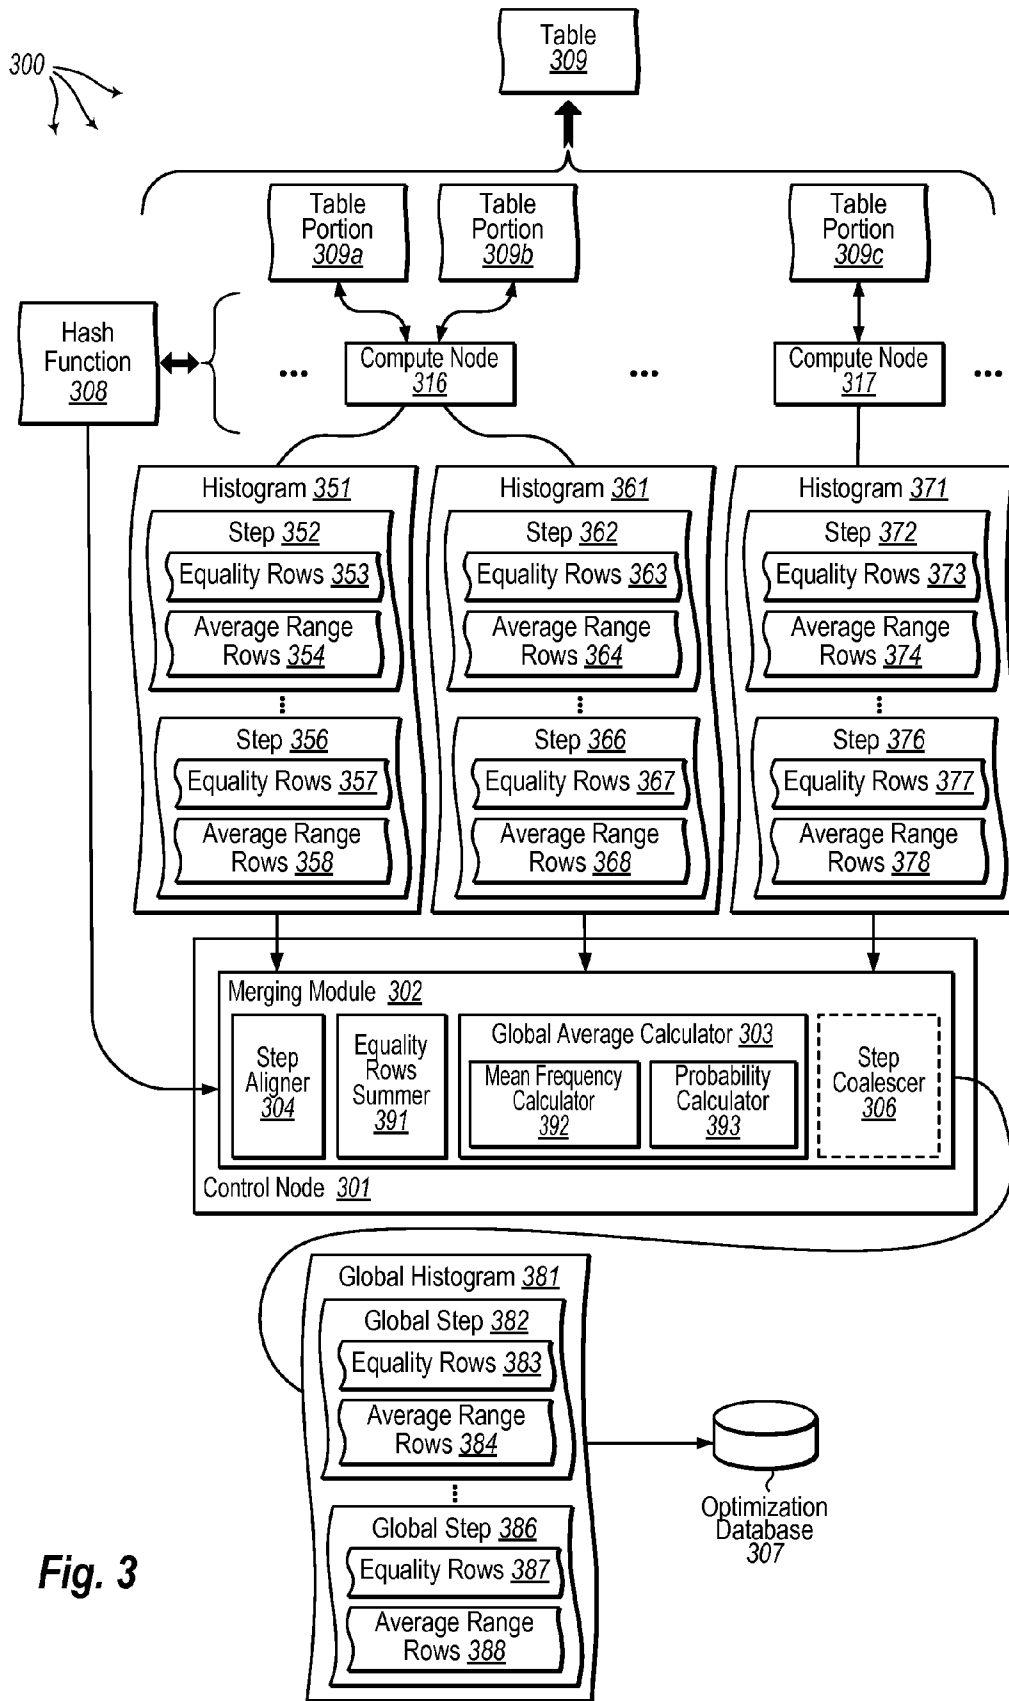 300
Table
309
Table
Portion
309a
Table
Portion
309b
Table
Portion
309c
Hash
Function
308
...
Compute Node
316
...
Compute Node
317
...
Histogram 351
Step 352
Equality Rows 353
Average Range
Rows 354
Step 356
Equality Rows 357
Average Range
Rows 358
Histogram 361
Step 362
Equality Rows 363
Average Range
Rows 364
Step 366
Equality Rows 367
Average Range
Rows 368
Histogram 371
Step 372
Equality Rows 373
Average Range
Rows 374
Step 376
Equality Rows 377
Average Range
Rows 378
Merging Module 302
Step
Aligner
304
Equality
Rows
Summer
391
Global Average Calculator 303
Mean Frequency
Calculator
392
Probability
Calculator
393
Step
Coalescer
306
Control Node 301
Global Histogram 381
Global Step 382
Equality Rows 383
Average Range
Rows 384
Global Step 386
Equality Rows 387
Average Range
Rows 388
Optimization
Database
307
Fig. 3